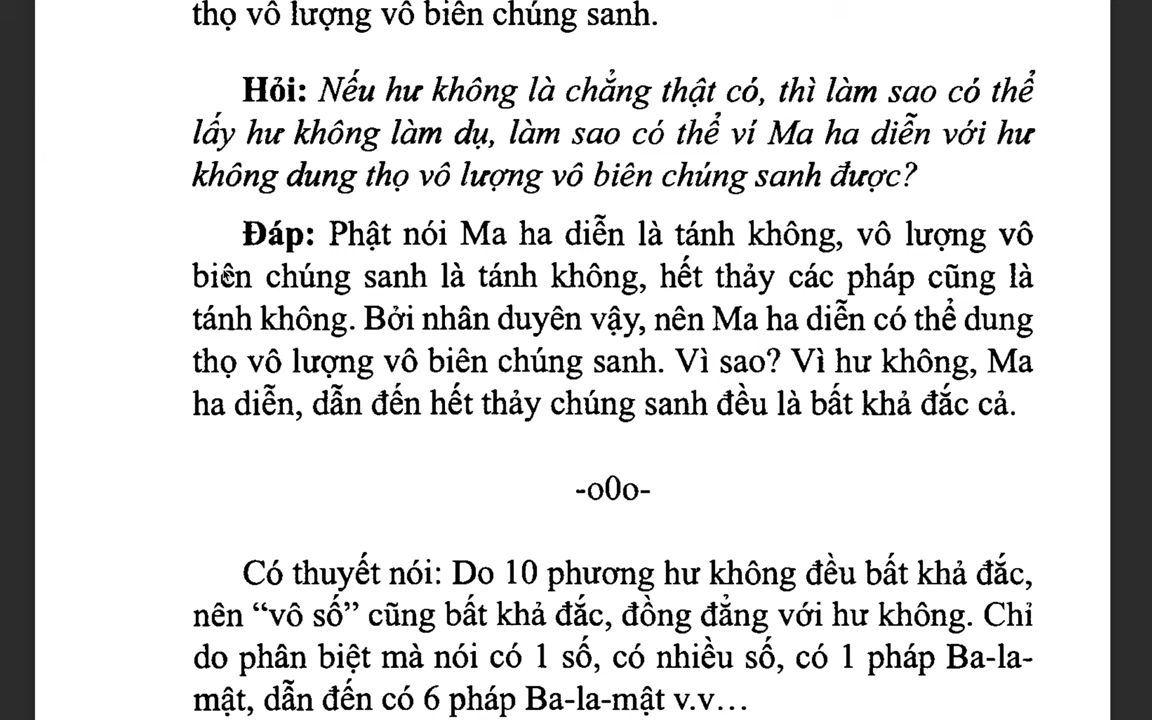 thọ vô lượng vô biên chúng sanh.
Hỏi: Nếu hư không là chẳng thật có, thì làm sao có thể
lấy hư không làm dụ, làm sao có thể ví Ma ha diễn với hư
không dung thọ vô lượng vô biên chúng sanh được?
Đáp: Phật nói Ma ha diễn là tánh không, vô lượng vô
biên chúng sanh là tánh không, hết thảy các pháp cũng là
tánh không. Bởi nhân duyên vậy, nên Ma ha diễn có thể dung
thọ vô lượng vô biên chúng sanh. Vì sao? Vì hư không, Ma
ha diễn, dẫn đến hết thảy chúng sanh đều là bất khả đắc cả.
-o0o-
Có thuyết nói: Do 10 phương hư không đều bất khả đắc,
nên “vô số” cũng bất khả đắc, đồng đẳng với hư không. Chỉ
do phân biệt mà nói có 1 số, có nhiều số, có 1 pháp Ba-la-
mật, dẫn đến có 6 pháp Ba-la-mật v.v…